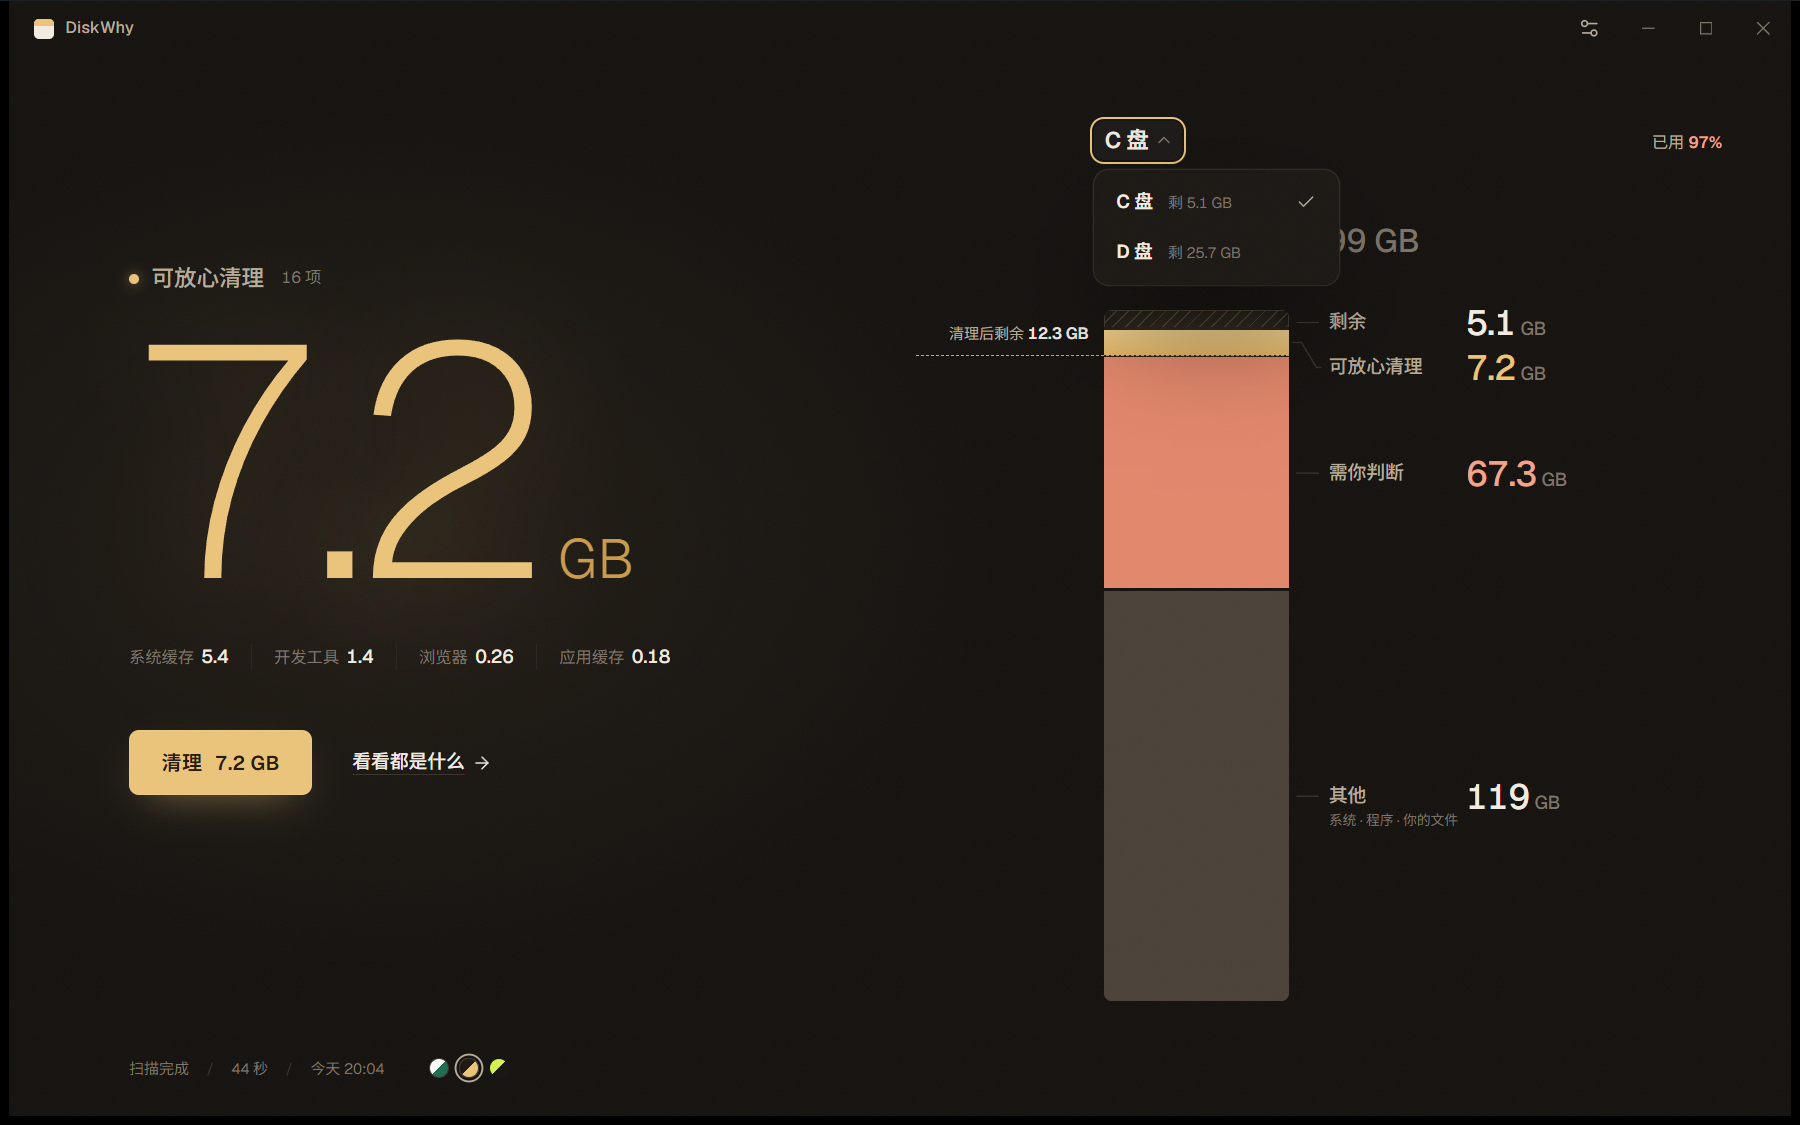 DiskWhy
C 盘
已用 97%
C 盘 剩 5.1 GB
D 盘 剩 25.7 GB
99 GB
可放心清理 16 项
7.2 GB
系统缓存 5.4 开发工具 1.4 浏览器 0.26 应用缓存 0.18
清理 7.2 GB 看看都是什么 →
清理后剩余 12.3 GB
剩余 5.1 GB
可放心清理 7.2 GB
需你判断 67.3 GB
其他 119 GB
系统 · 程序 · 你的文件
扫描完成 / 44 秒 / 今天 20:04